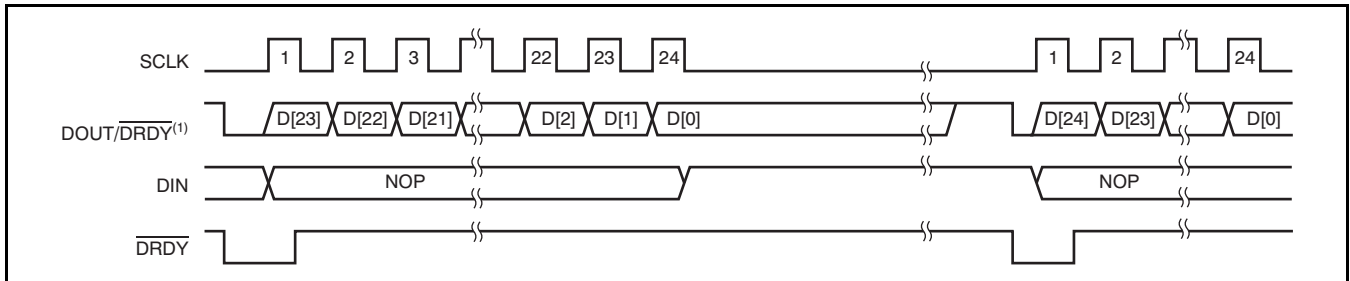 SCLK 1 2 3 22 23 24 1 2 24
DOUT/DRDY(1) D[23] D[22] D[21] D[2] D[1] D[0] D[24] D[23] D[0]
DIN NOP NOP
DRDY